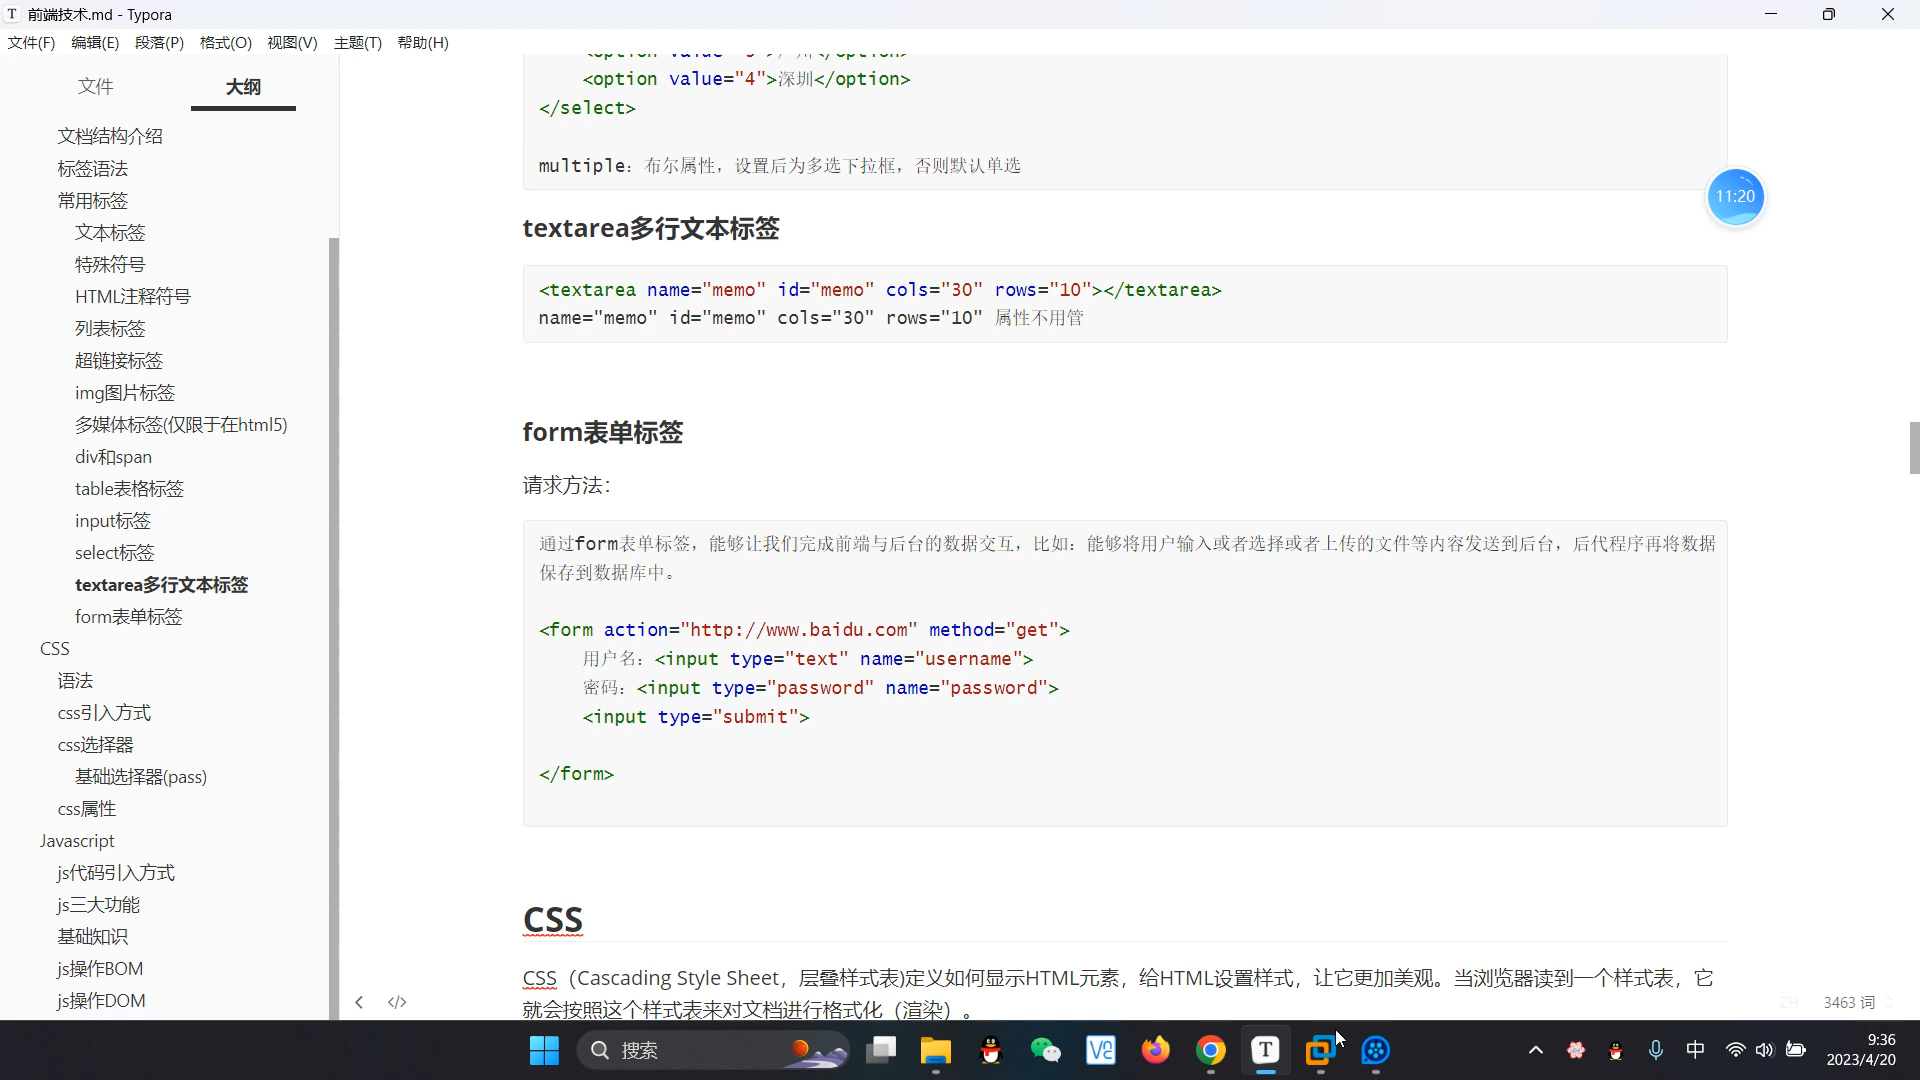 前端技术.md - Typora
文件(F) 编辑(E) 段落(P) 格式(O) 视图(V) 主题(T) 帮助(H)
文件 大纲
文档结构介绍
标签语法
常用标签
文本标签
特殊符号
HTML注释符号
列表标签
超链接标签
img图片标签
多媒体标签(仅限于在html5)
div和span
table表格标签
input标签
select标签
textarea多行文本标签
form表单标签
CSS
语法
css引入方式
css选择器
基础选择器(pass)
css属性
Javascript
js代码引入方式
js三大功能
基础知识
js操作BOM
js操作DOM
<option value="4">深圳</option>
</select>
multiple：布尔属性，设置后为多选下拉框，否则默认单选
11:20
textarea多行文本标签
<textarea name="memo" id="memo" cols="30" rows="10"></textarea>
name="memo" id="memo" cols="30" rows="10" 属性不用管
form表单标签
请求方法：
通过form表单标签，能够让我们完成前端与后台的数据交互，比如：能够将用户输入或者选择或者上传的文件等内容发送到后台，后代程序再将数据
保存到数据库中。
<form action="http://www.baidu.com" method="get">
用户名：<input type="text" name="username">
密码：<input type="password" name="password">
<input type="submit">
</form>
CSS
CSS（Cascading Style Sheet，层叠样式表)定义如何显示HTML元素，给HTML设置样式，让它更加美观。当浏览器读到一个样式表，它
就会按照这个样式表来对文档进行格式化（渲染）。
ZH 3463 词
搜索
中
9:36
2023/4/20